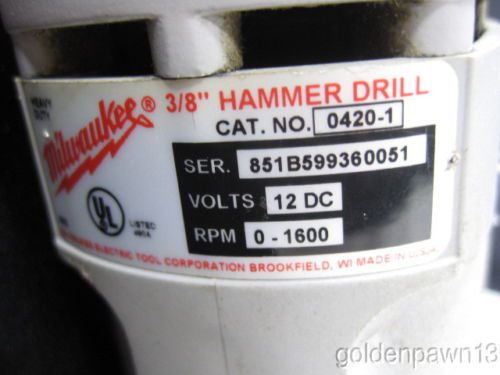 HEAVY
DUTY
Milwaukee® 3/8" HAMMER DRILL
CAT. NO. 0420-1
SER. 851B599360051
VOLTS 12 DC
RPM 0 - 1600
UL
LISTED
ELECTRIC TOOL CORPORATION BROOKFIELD, WI MADE IN U.S.A.
goldenpawn13